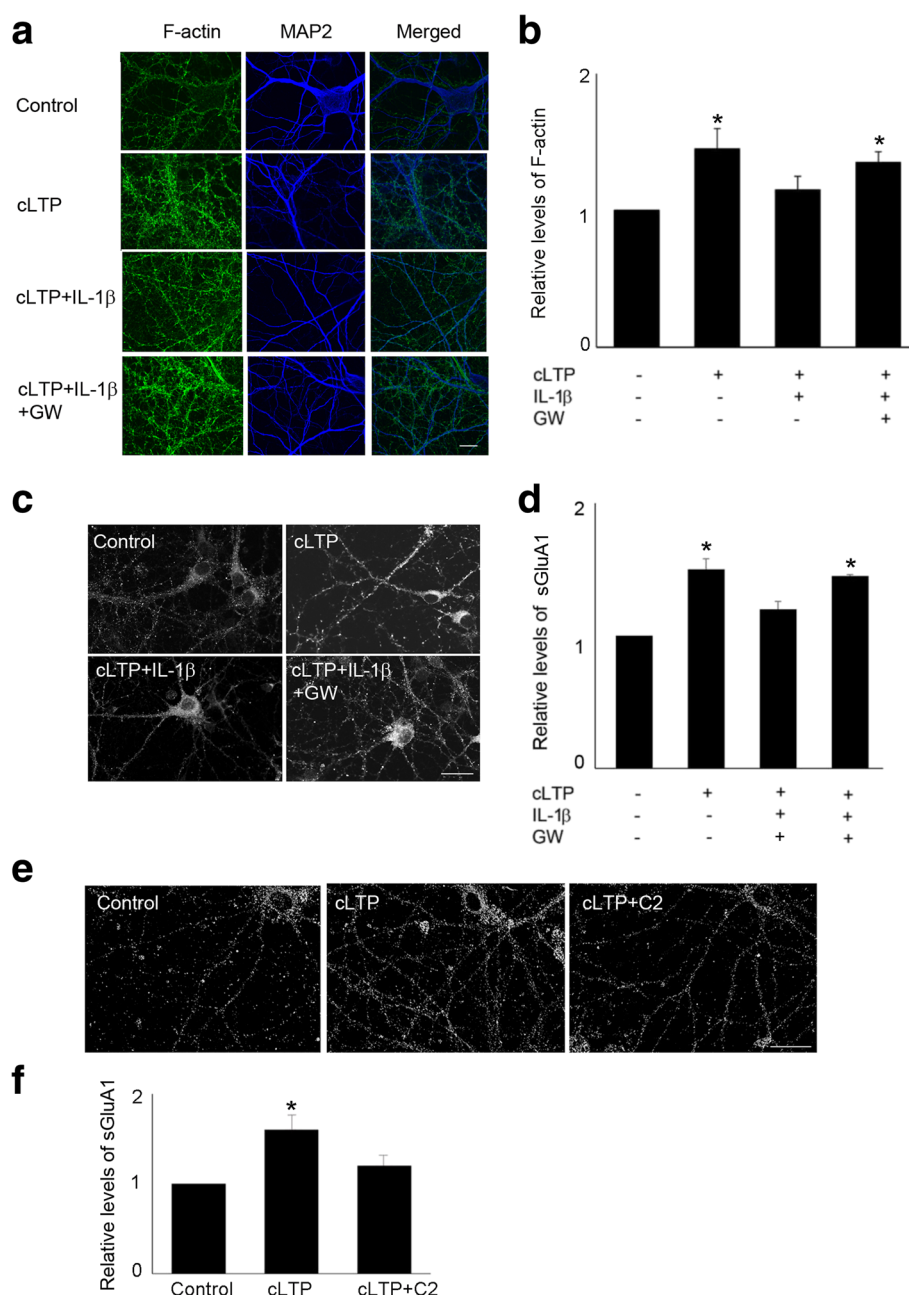 a
F-actin MAP2 Merged
Control
cLTP
cLTP+IL-1β
cLTP+IL-1β
+GW
b
Relative levels of F-actin
2
1
0
* *
cLTP - + + +
IL-1β - - + +
GW - - - +
c
Control
cLTP
cLTP+IL-1β
cLTP+IL-1β
+GW
d
Relative levels of sGluA1
2
1
0
* *
cLTP - + + +
IL-1β - - + +
GW - - + +
e
Control
cLTP
cLTP+C2
f
Relative levels of sGluA1
2
1
0
*
Control cLTP cLTP+C2